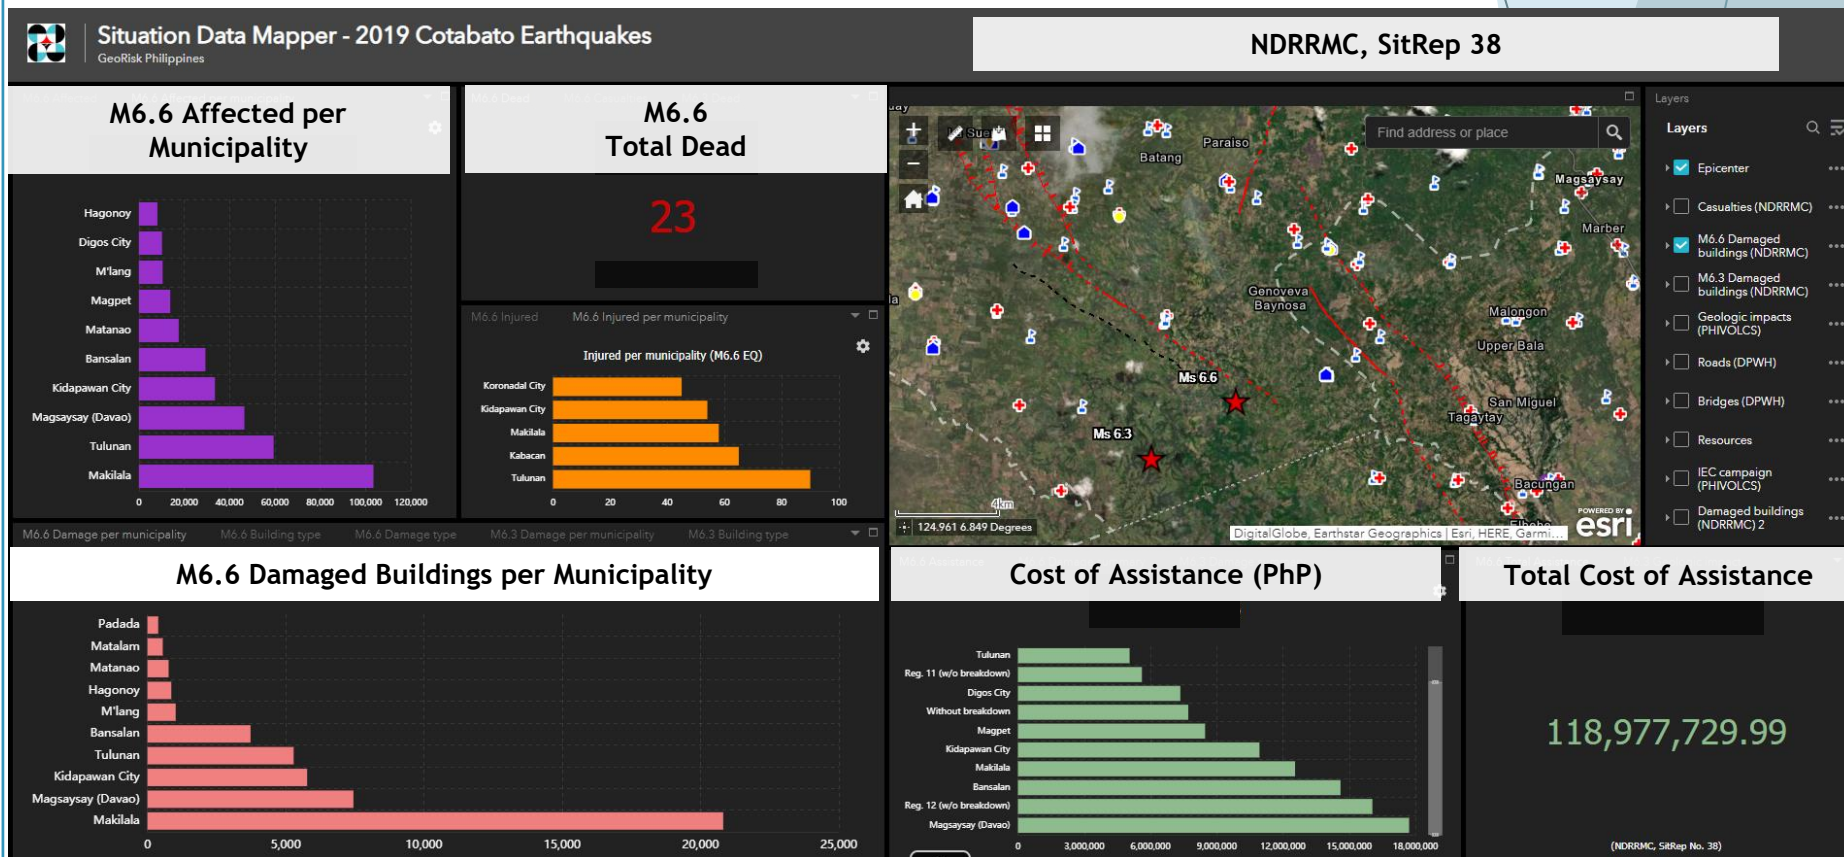 Situation Data Mapper - 2019 Cotabato Earthquakes
GeoRisk Philippines
NDRRMC, SitRep 38
M6.6 Affected per
Municipality
Hagonoy
Digos City
M'lang
Magpet
Matanao
Bansalan
Kidapawan City
Magsaysay (Davao)
Tulunan
Makilala
0 20,000 40,000 60,000 80,000 100,000 120,000
M6.6
Total Dead
23
M6.6 Injured M6.6 Injured per municipality
Injured per municipality (M6.6 EQ)
Koronadal City
Kidapawan City
Makilala
Kabacan
Tulunan
0 20 40 60 80 100
Find address or place
Paraiso
Batang
Magsaysay
Marber
Genoveva
Baynosa
Malongon
Upper Bala
Ms 6.6
San Miguel
Tagaytay
Ms 6.3
Bacungan
4km
124.961 6.849 Degrees
DigitalGlobe, Earthstar Geographics | Esri, HERE, Garmi...
POWERED BY
esri
Layers
Layers
Epicenter
Casualties (NDRRMC)
M6.6 Damaged
buildings (NDRRMC)
M6.3 Damaged
buildings (NDRRMC)
Geologic impacts
(PHIVOLCS)
Roads (DPWH)
Bridges (DPWH)
Resources
IEC campaign
(PHIVOLCS)
Damaged buildings
(NDRRMC) 2
M6.6 Damage per municipality M6.6 Building type M6.6 Damage type M6.3 Damage per municipality M6.3 Building type
M6.6 Damaged Buildings per Municipality
Padada
Matalam
Matanao
Hagonoy
M'lang
Bansalan
Tulunan
Kidapawan City
Magsaysay (Davao)
Makilala
0 5,000 10,000 15,000 20,000 25,000
Cost of Assistance (PhP)
Tulunan
Reg. 11 (w/o breakdown)
Digos City
Without breakdown
Magpet
Kidapawan City
Makilala
Bansalan
Reg. 12 (w/o breakdown)
Magsaysay (Davao)
0 3,000,000 6,000,000 9,000,000 12,000,000 15,000,000 18,000,000
Total Cost of Assistance
118,977,729.99
(NDRRMC, SitRep No. 38)